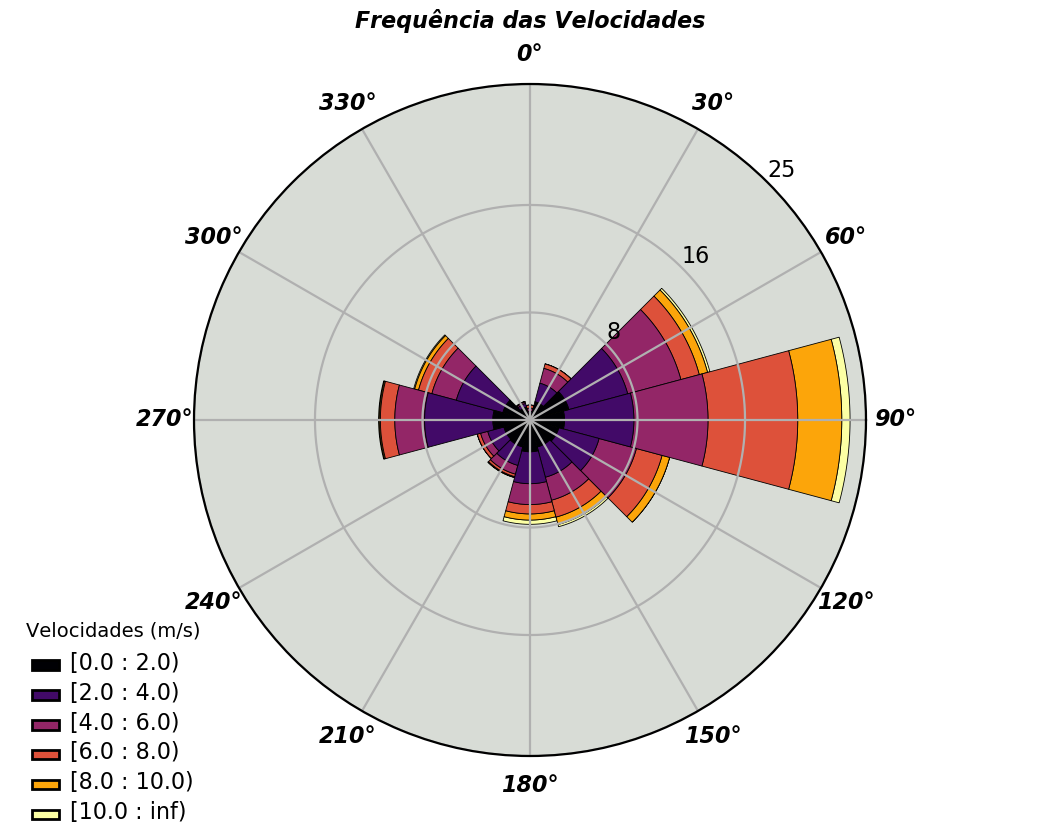 Frequência das Velocidades
0°
330°
30°
25
300°
60°
16
8
270°
90°
240°
120°
210°
150°
180°
Velocidades (m/s)
[0.0 : 2.0)
[2.0 : 4.0)
[4.0 : 6.0)
[6.0 : 8.0)
[8.0 : 10.0)
[10.0 : inf)